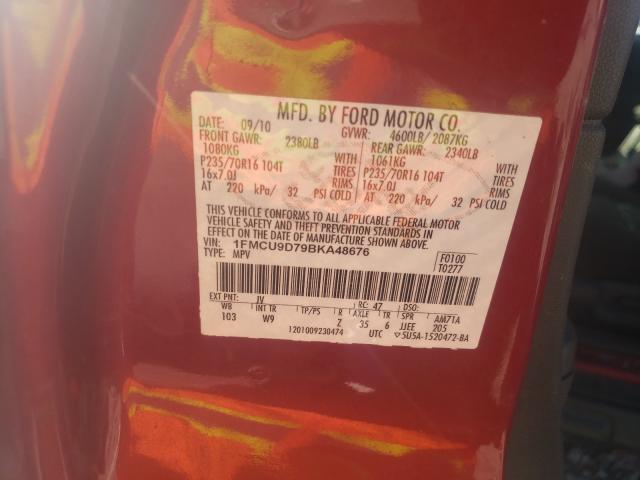 MFD. BY FORD MOTOR CO.
DATE: 09/10 GVWR: 4600LB/ 2087KG
FRONT GAWR: 2380LB REAR GAWR: 2340LB
1080KG WITH 1061KG WITH
P235/70R16 104T TIRES P235/70R16 104T TIRES
16x7.0J RIMS 16x7.0J RIMS
AT 220 kPa/ 32 PSI COLD AT 220 kPa/ 32 PSI COLD
THIS VEHICLE CONFORMS TO ALL APPLICABLE FEDERAL MOTOR
VEHICLE SAFETY AND THEFT PREVENTION STANDARDS IN
EFFECT ON THE DATE OF MANUFACTURE SHOWN ABOVE.
VIN: 1FMCU9D79BKA48676 F0100
TYPE: MPV T0277
EXT PNT: JV RC: 47 DSO:
WB INT TR TP/PS R AXLE TR SPR AM71A
103 W9 Z 35 6 JJEE 205
1201009230474 UTC ▽5U5A-1520472-BA